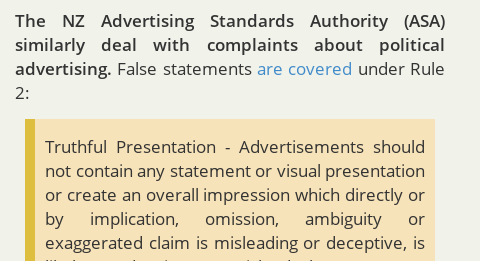 The NZ Advertising Standards Authority (ASA)
similarly deal with complaints about political
advertising. False statements are covered under Rule
2:
Truthful Presentation - Advertisements should
not contain any statement or visual presentation
or create an overall impression which directly or
by implication, omission, ambiguity or
exaggerated claim is misleading or deceptive, is